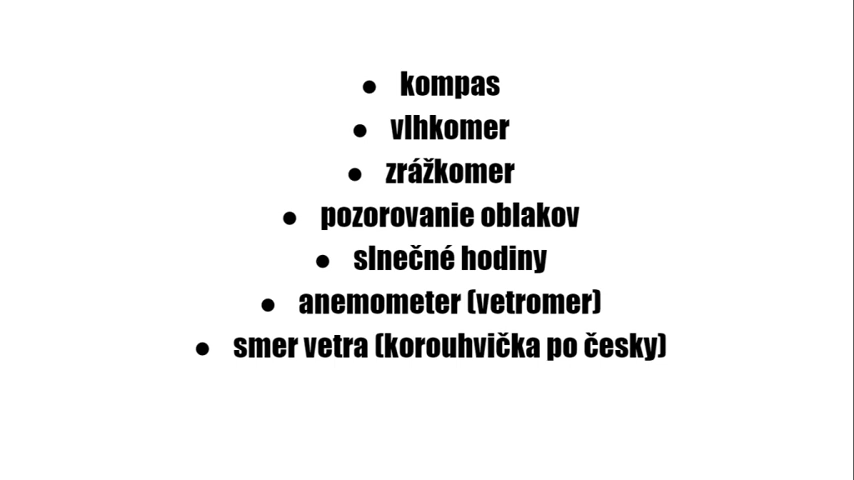 ● kompas
● vlhkomer
● zrážkomer
● pozorovanie oblakov
● slnečné hodiny
● anemometer (vetromer)
● smer vetra (korouhvička po česky)